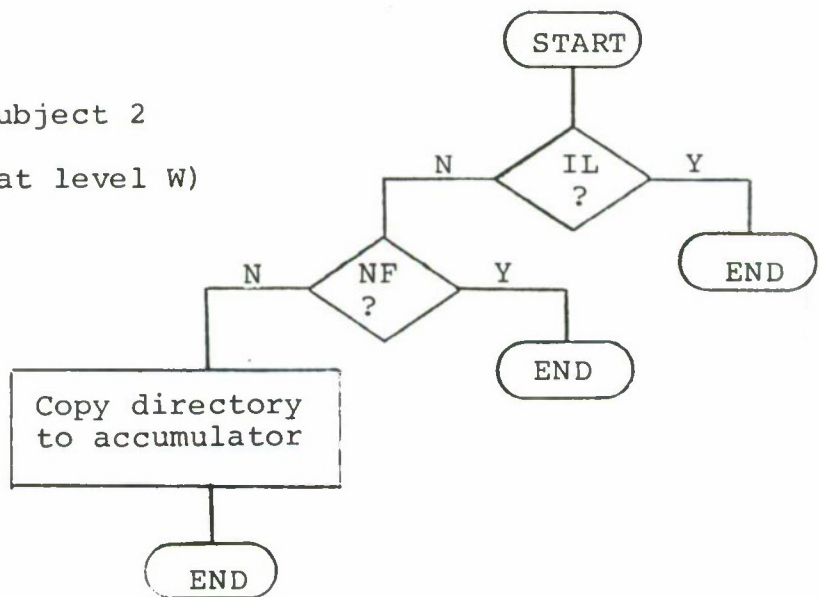 START
ubject 2
at level W)
N
IL
?
Y
END
N
NF
?
Y
END
Copy directory
to accumulator
END